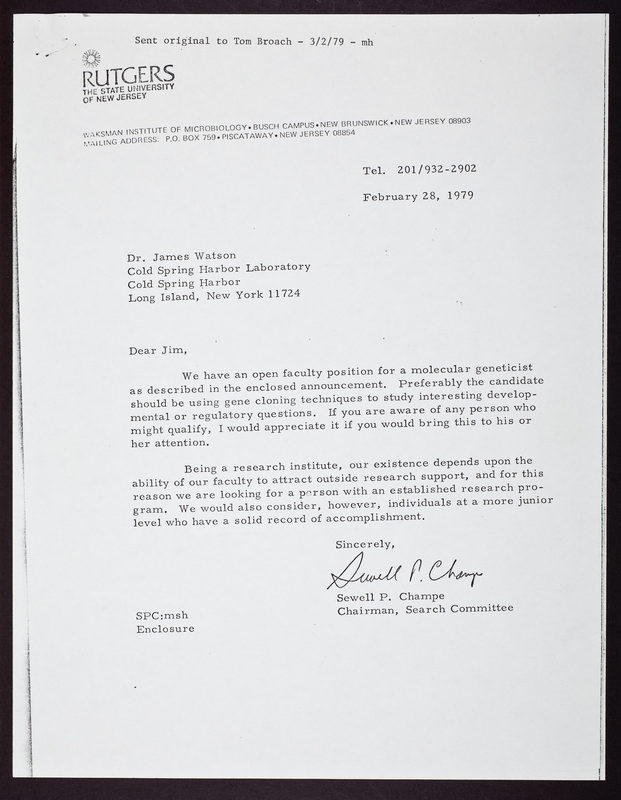 Sent original to Tom Broach - 3/2/79 - mh
RUTGERS
THE STATE UNIVERSITY
OF NEW JERSEY
WAKSMAN INSTITUTE OF MICROBIOLOGY • BUSCH CAMPUS • NEW BRUNSWICK • NEW JERSEY 08903
MAILING ADDRESS: P.O. BOX 759 • PISCATAWAY • NEW JERSEY 08854
Tel. 201/932-2902
February 28, 1979
Dr. James Watson
Cold Spring Harbor Laboratory
Cold Spring Harbor
Long Island, New York 11724
Dear Jim,
We have an open faculty position for a molecular geneticist
as described in the enclosed announcement. Preferably the candidate
should be using gene cloning techniques to study interesting develop-
mental or regulatory questions. If you are aware of any person who
might qualify, I would appreciate it if you would bring this to his or
her attention.
Being a research institute, our existence depends upon the
ability of our faculty to attract outside research support, and for this
reason we are looking for a person with an established research pro-
gram. We would also consider, however, individuals at a more junior
level who have a solid record of accomplishment.
Sincerely,
Sewell P. Champe
Sewell P. Champe
Chairman, Search Committee
SPC:msh
Enclosure